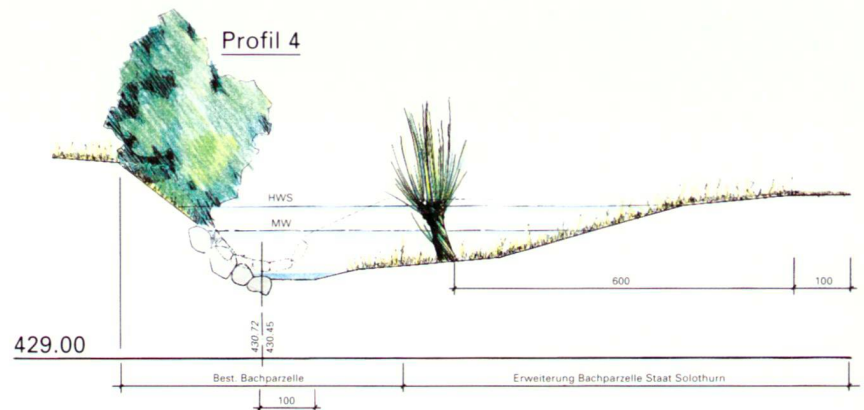 Profil 4
HWS
MW
600
100
430.72
430.45
429.00
Best. Bachparzelle
Erweiterung Bachparzelle Staat Solothurn
100